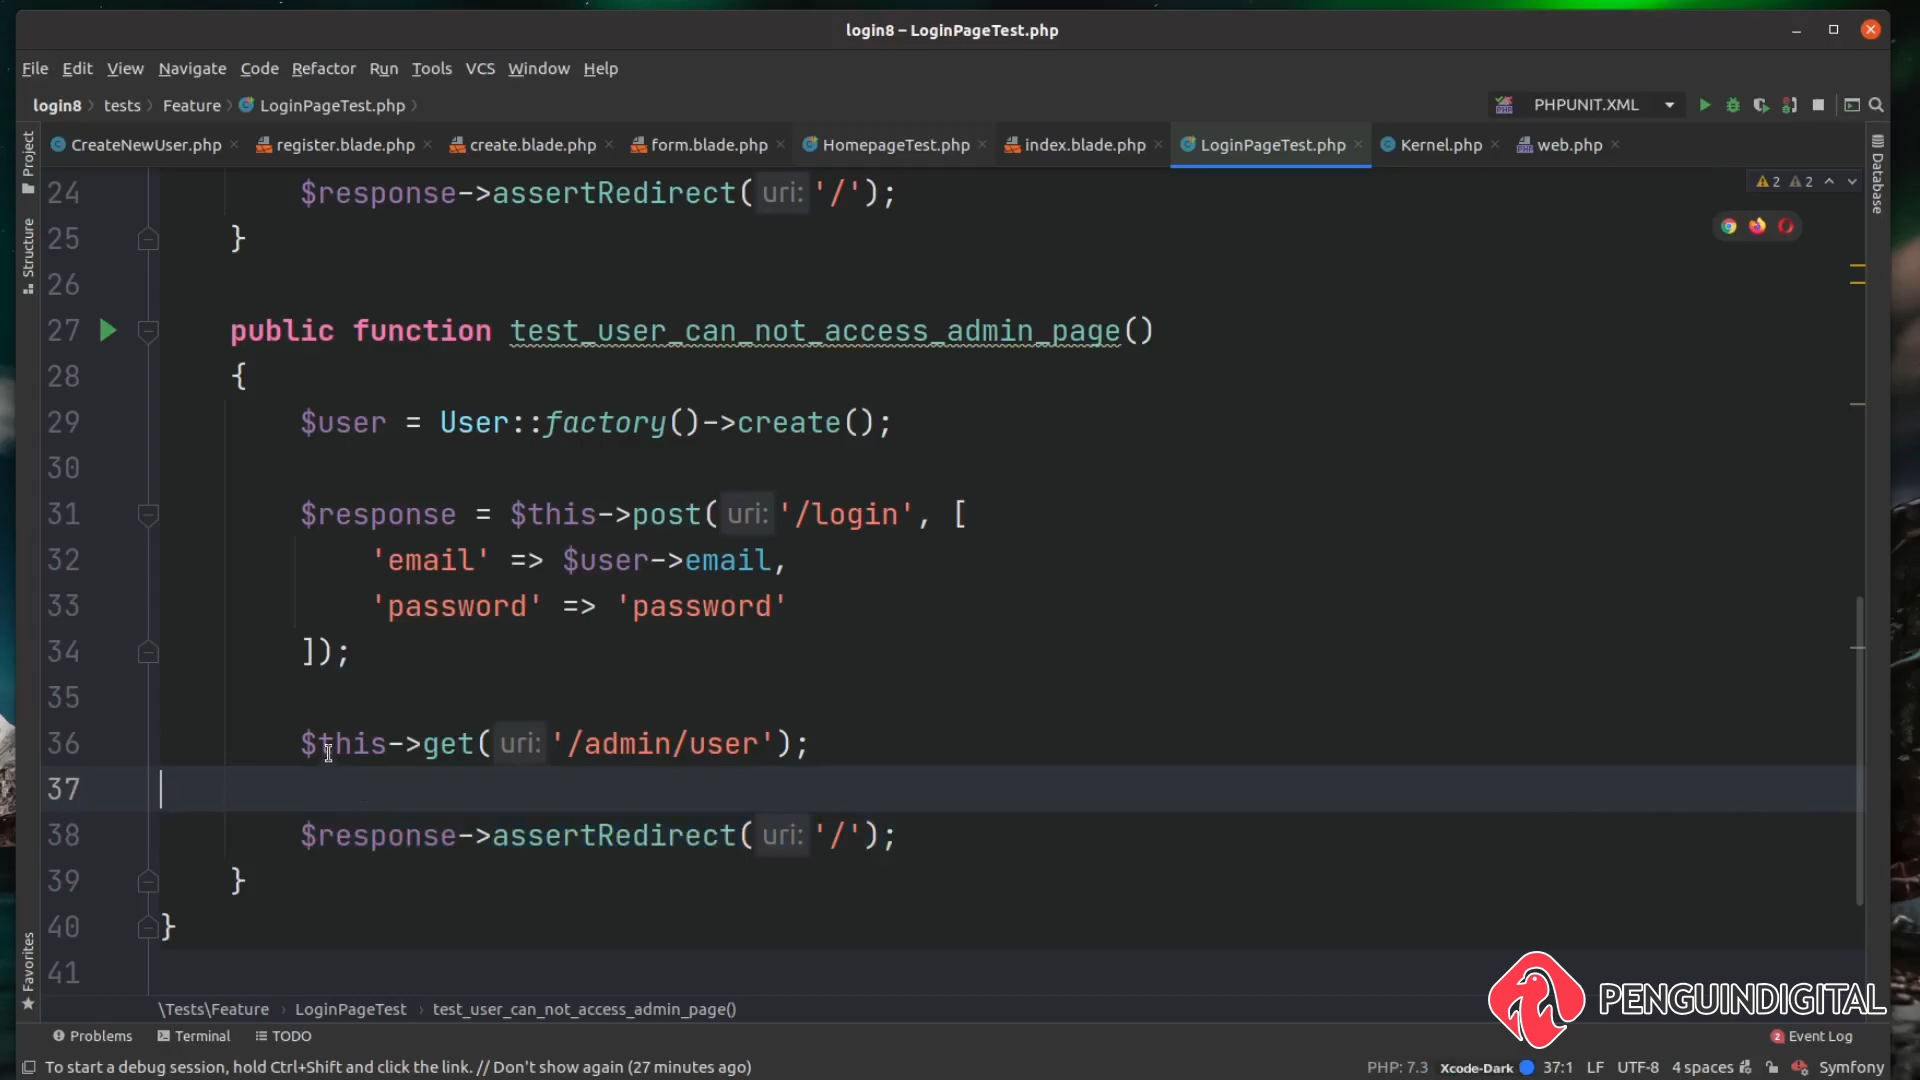 login8 – LoginPageTest.php
File Edit View Navigate Code Refactor Run Tools VCS Window Help
login8 tests Feature LoginPageTest.php PHPUNIT.XML
Project
Structure
Favorites
Database
CreateNewUser.php register.blade.php create.blade.php form.blade.php HomepageTest.php index.blade.php LoginPageTest.php Kernel.php web.php
2 2
24 $response->assertRedirect( uri: '/');
25 }
26
27 public function test_user_can_not_access_admin_page()
28 {
29 $user = User::factory()->create();
30
31 $response = $this->post( uri: '/login', [
32 'email' => $user->email,
33 'password' => 'password'
34 ]);
35
36 $this->get( uri: '/admin/user');
37
38 $response->assertRedirect( uri: '/');
39 }
40 }
41
\Tests\Feature LoginPageTest test_user_can_not_access_admin_page()
PENGUINDIGITAL
Problems Terminal TODO 2 Event Log
To start a debug session, hold Ctrl+Shift and click the link. // Don't show again (27 minutes ago) PHP: 7.3 Xcode-Dark 37:1 LF UTF-8 4 spaces Symfony